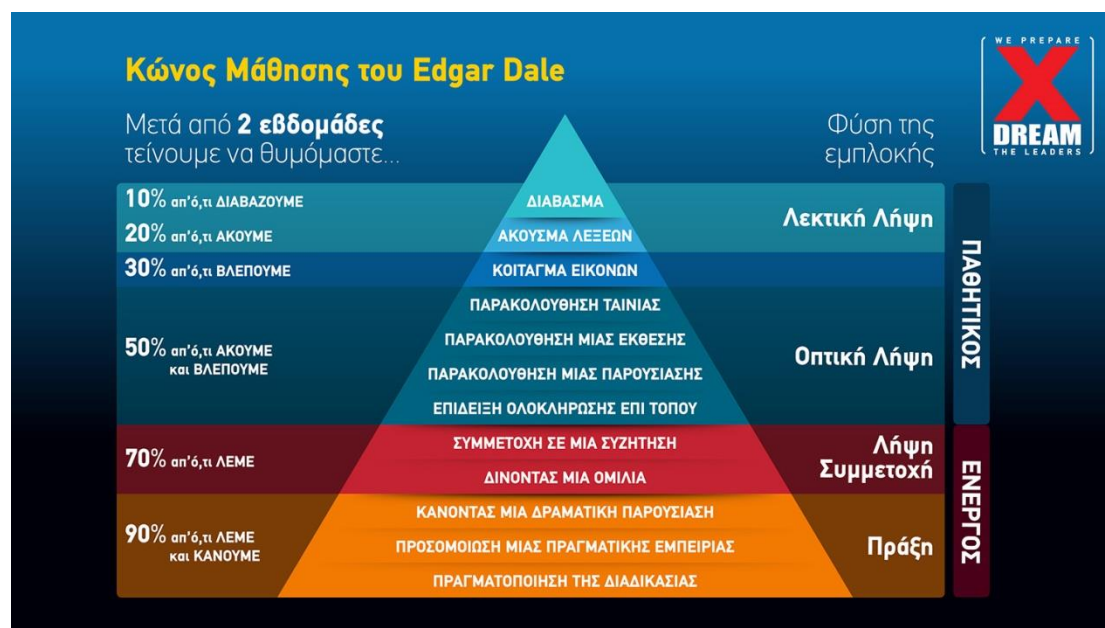 WE PREPARE
X
DREAM
THE LEADERS
Κώνος Μάθησης του Edgar Dale
Μετά από 2 εβδομάδες
τείνουμε να θυμόμαστε...
Φύση της
εμπλοκής
10% απ'ό,τι ΔΙΑΒΑΖΟΥΜΕ
ΔΙΑΒΑΣΜΑ
Λεκτική Λήψη
20% απ'ό,τι ΑΚΟΥΜΕ
ΑΚΟΥΣΜΑ ΛΕΞΕΩΝ
30% απ'ό,τι ΒΛΕΠΟΥΜΕ
ΚΟΙΤΑΓΜΑ ΕΙΚΟΝΩΝ
ΠΑΘΗΤΙΚΟΣ
ΠΑΡΑΚΟΛΟΥΘΗΣΗ ΤΑΙΝΙΑΣ
ΠΑΡΑΚΟΛΟΥΘΗΣΗ ΜΙΑΣ ΕΚΘΕΣΗΣ
50% απ'ό,τι ΑΚΟΥΜΕ
και ΒΛΕΠΟΥΜΕ
Οπτική Λήψη
ΠΑΡΑΚΟΛΟΥΘΗΣΗ ΜΙΑΣ ΠΑΡΟΥΣΙΑΣΗΣ
ΕΠΙΔΕΙΞΗ ΟΛΟΚΛΗΡΩΣΗΣ ΕΠΙ ΤΟΠΟΥ
70% απ'ό,τι ΛΕΜΕ
ΣΥΜΜΕΤΟΧΗ ΣΕ ΜΙΑ ΣΥΖΗΤΗΣΗ
ΔΙΝΟΝΤΑΣ ΜΙΑ ΟΜΙΛΙΑ
Λήψη
Συμμετοχή
ΕΝΕΡΓΟΣ
ΚΑΝΟΝΤΑΣ ΜΙΑ ΔΡΑΜΑΤΙΚΗ ΠΑΡΟΥΣΙΑΣΗ
90% απ'ό,τι ΛΕΜΕ
και ΚΑΝΟΥΜΕ
ΠΡΟΣΟΜΟΙΩΣΗ ΜΙΑΣ ΠΡΑΓΜΑΤΙΚΗΣ ΕΜΠΕΙΡΙΑΣ
Πράξη
ΠΡΑΓΜΑΤΟΠΟΙΗΣΗ ΤΗΣ ΔΙΑΔΙΚΑΣΙΑΣ